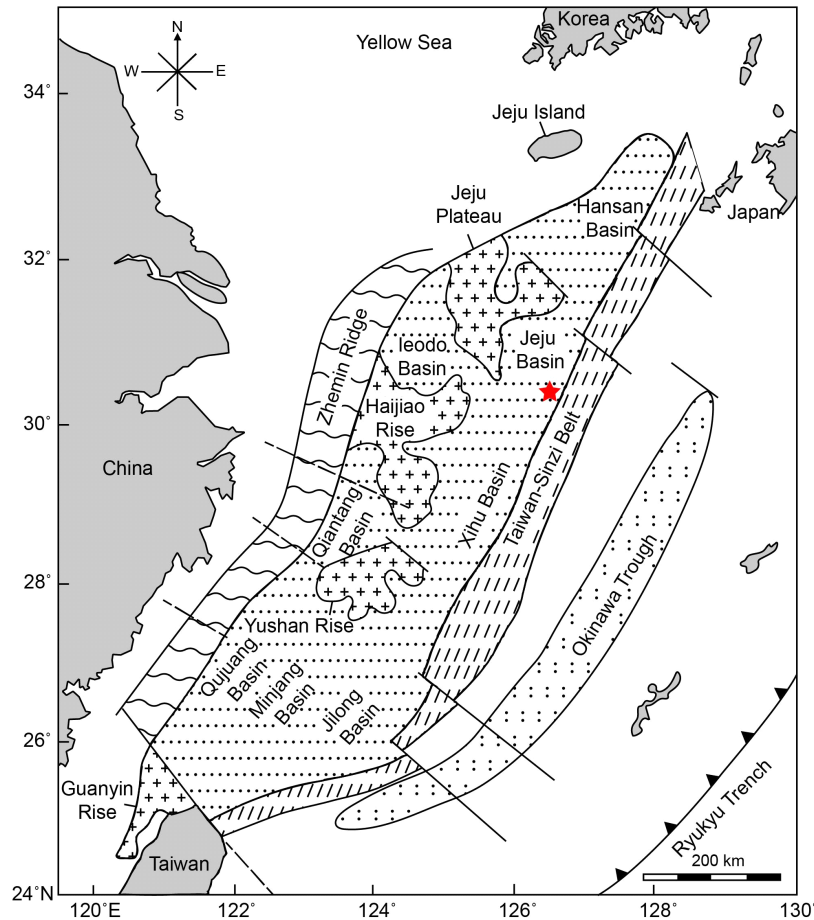 Korea
N
Yellow Sea
W
E
S
34°
Jeju Island
Jeju
Plateau
Hansan
Basin
Japan
32°
Zhemin Ridge
Ieodo
Basin
Jeju
Basin
30°
Haijiao
Rise
China
Qiantang
Basin
Xihu Basin
Taiwan-Sinzi Belt
28°
Okinawa Trough
Yushan Rise
Qujuang
Basin
Minjang
Basin
Jilong
Basin
26°
Guanyin
Rise
Ryukyu Trench
Taiwan
200 km
24°N
120°E
122
124
126
128
130°